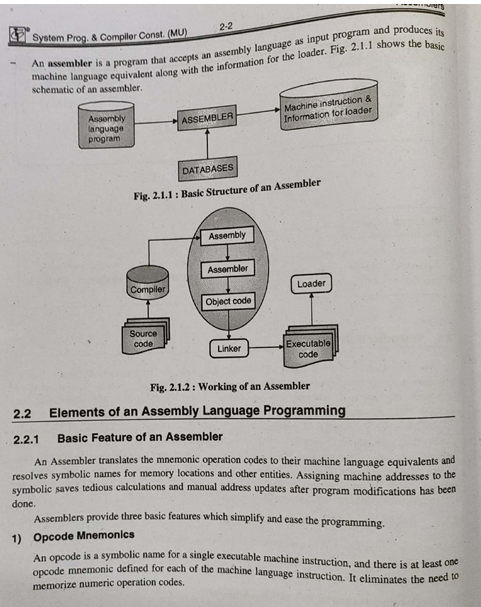 System Prog. & Compiler Const. (MU)
2-2
An assembler is a program that accepts an assembly language as input program and produces its
machine language equivalent along with the information for the loader. Fig. 2.1.1 shows the basic
schematic of an assembler.
Assembly
language
program
ASSEMBLER
Machine instruction &
Information for loader
DATABASES
Fig. 2.1.1 : Basic Structure of an Assembler
Assembly
Assembler
Object code
Compiler
Loader
Source
code
Linker
Executable
code
Fig. 2.1.2 : Working of an Assembler
2.2 Elements of an Assembly Language Programming
2.2.1 Basic Feature of an Assembler
An Assembler translates the mnemonic operation codes to their machine language equivalents and
resolves symbolic names for memory locations and other entities. Assigning machine addresses to the
symbolic saves tedious calculations and manual address updates after program modifications has been
done.
Assemblers provide three basic features which simplify and ease the programming.
1) Opcode Mnemonics
An opcode is a symbolic name for a single executable machine instruction, and there is at least one
opcode mnemonic defined for each of the machine language instruction. It eliminates the need to
memorize numeric operation codes.